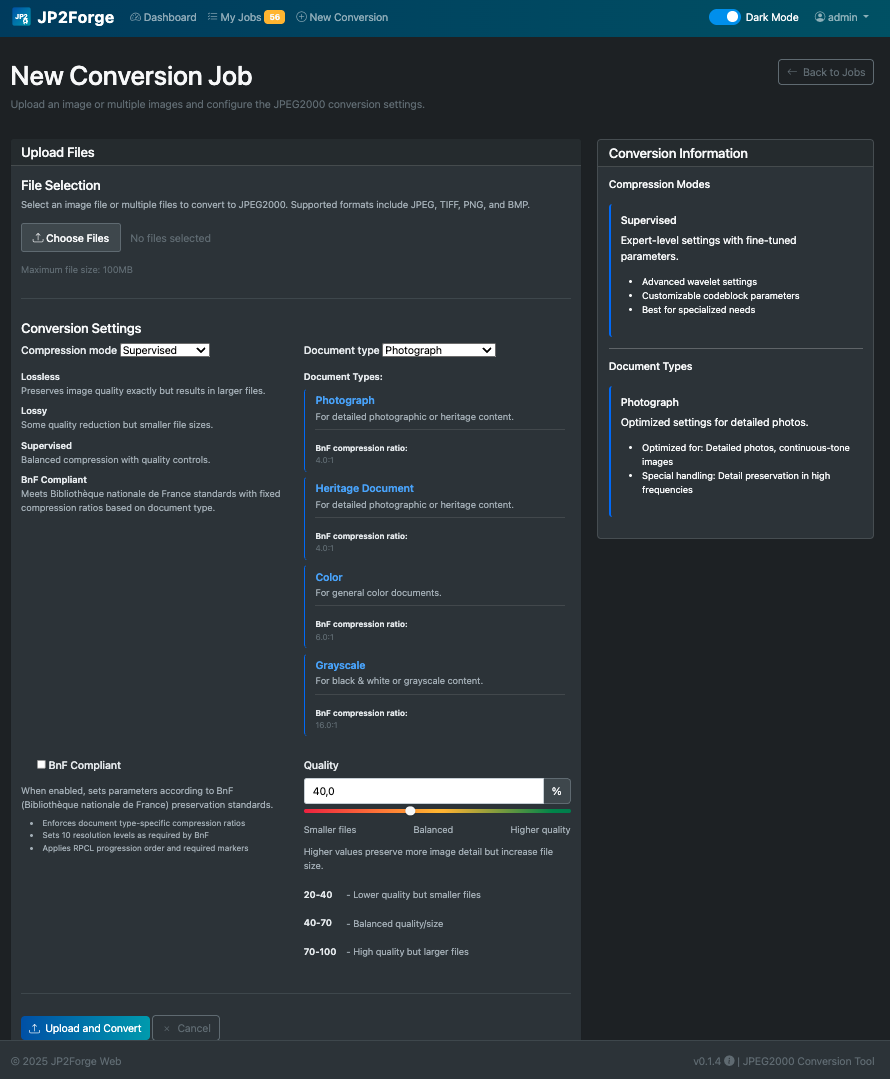 JP2 JP2Forge Dashboard My Jobs 56 New Conversion Dark Mode admin
New Conversion Job
Back to Jobs
Upload an image or multiple images and configure the JPEG2000 conversion settings.
Upload Files
File Selection
Select an image file or multiple files to convert to JPEG2000. Supported formats include JPEG, TIFF, PNG, and BMP.
Choose Files No files selected
Maximum file size: 100MB
Conversion Settings
Compression mode Supervised
Lossless
Preserves image quality exactly but results in larger files.
Lossy
Some quality reduction but smaller file sizes.
Supervised
Balanced compression with quality controls.
BnF Compliant
Meets Bibliothèque nationale de France standards with fixed
compression ratios based on document type.
Document type Photograph
Document Types:
Photograph
For detailed photographic or heritage content.
BnF compression ratio:
4.0:1
Heritage Document
For detailed photographic or heritage content.
BnF compression ratio:
4.0:1
Color
For general color documents.
BnF compression ratio:
6.0:1
Grayscale
For black & white or grayscale content.
BnF compression ratio:
16.0:1
BnF Compliant
When enabled, sets parameters according to BnF
(Bibliothèque nationale de France) preservation standards.
• Enforces document type-specific compression ratios
• Sets 10 resolution levels as required by BnF
• Applies RPCL progression order and required markers
Quality
40,0 %
Smaller files Balanced Higher quality
Higher values preserve more image detail but increase file
size.
20-40 - Lower quality but smaller files
40-70 - Balanced quality/size
70-100 - High quality but larger files
Upload and Convert × Cancel
Conversion Information
Compression Modes
Supervised
Expert-level settings with fine-tuned
parameters.
• Advanced wavelet settings
• Customizable codeblock parameters
• Best for specialized needs
Document Types
Photograph
Optimized settings for detailed photos.
• Optimized for: Detailed photos, continuous-tone
images
• Special handling: Detail preservation in high
frequencies
© 2025 JP2Forge Web
v0.1.4 | JPEG2000 Conversion Tool